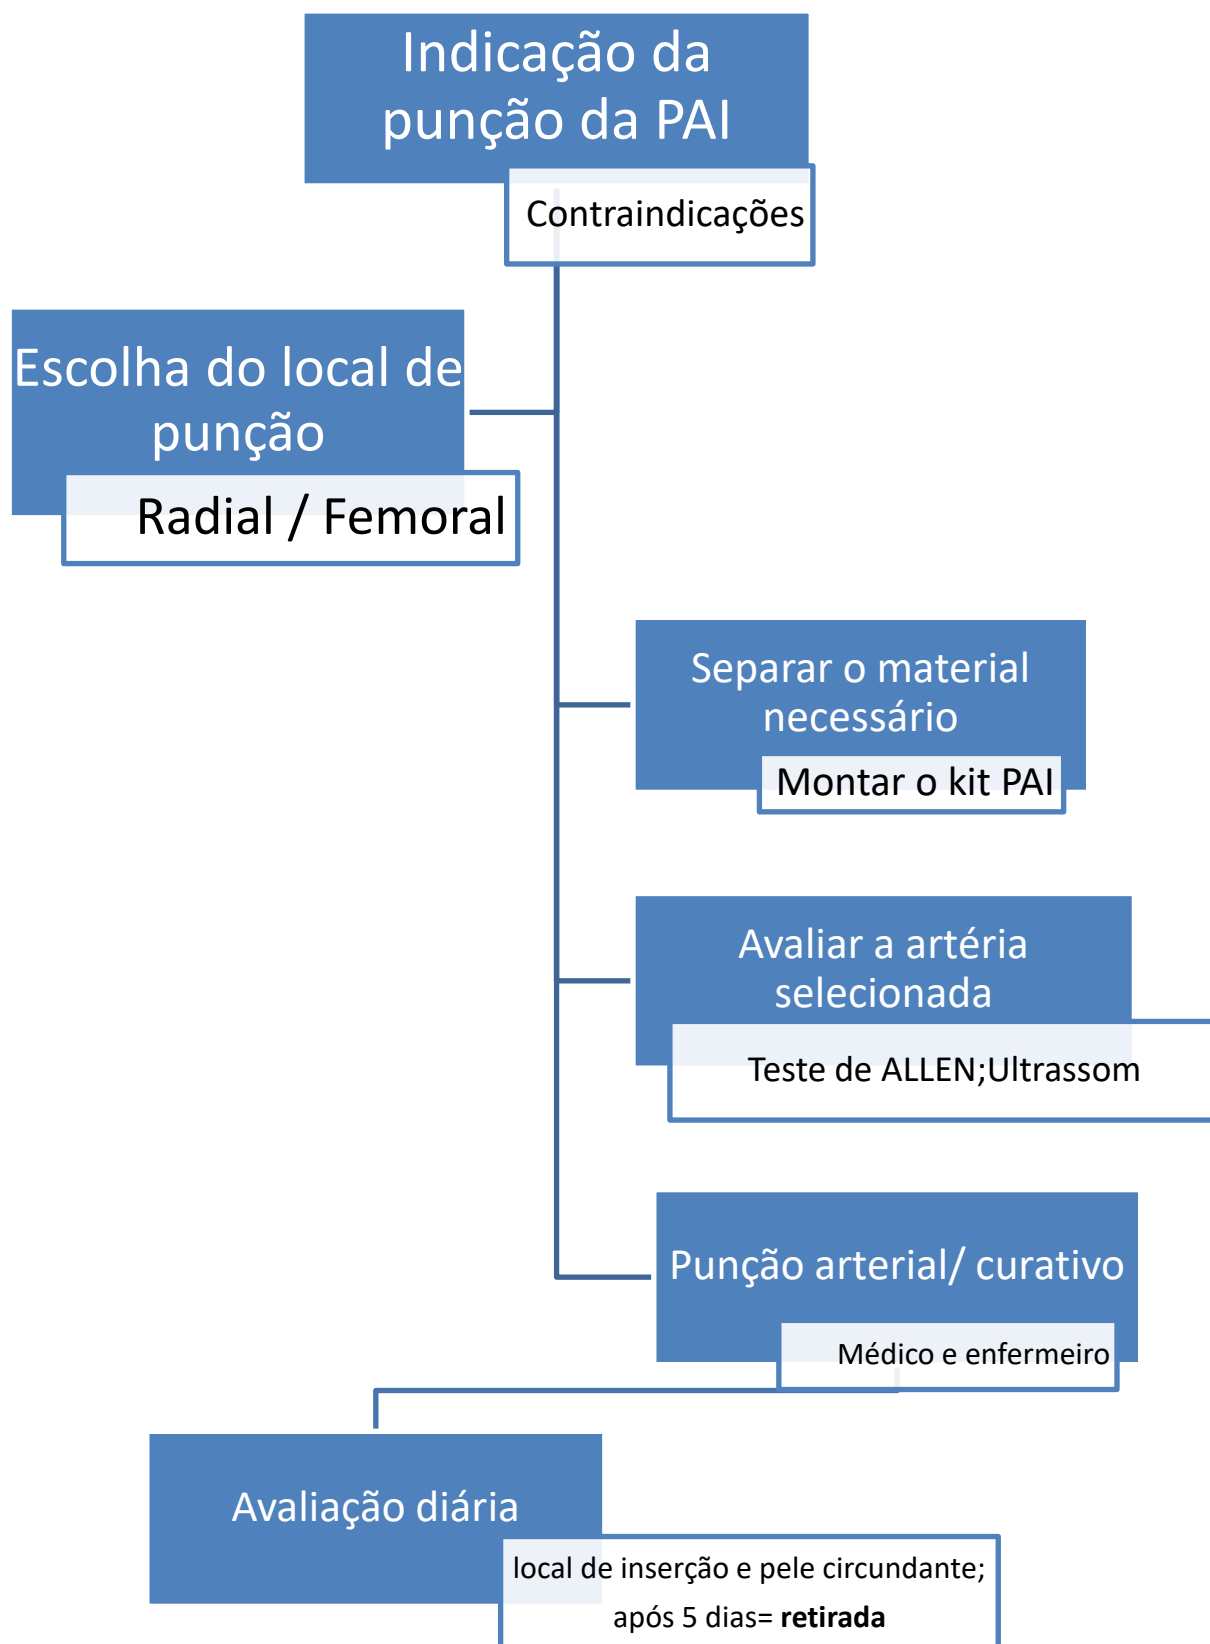 Indicação da
punção da PAI
Contraindicações
Escolha do local de
punção
Radial / Femoral
Separar o material
necessário
Montar o kit PAI
Avaliar a artéria
selecionada
Teste de ALLEN;Ultrassom
Punção arterial/ curativo
Médico e enfermeiro
Avaliação diária
local de inserção e pele circundante;
após 5 dias= retirada